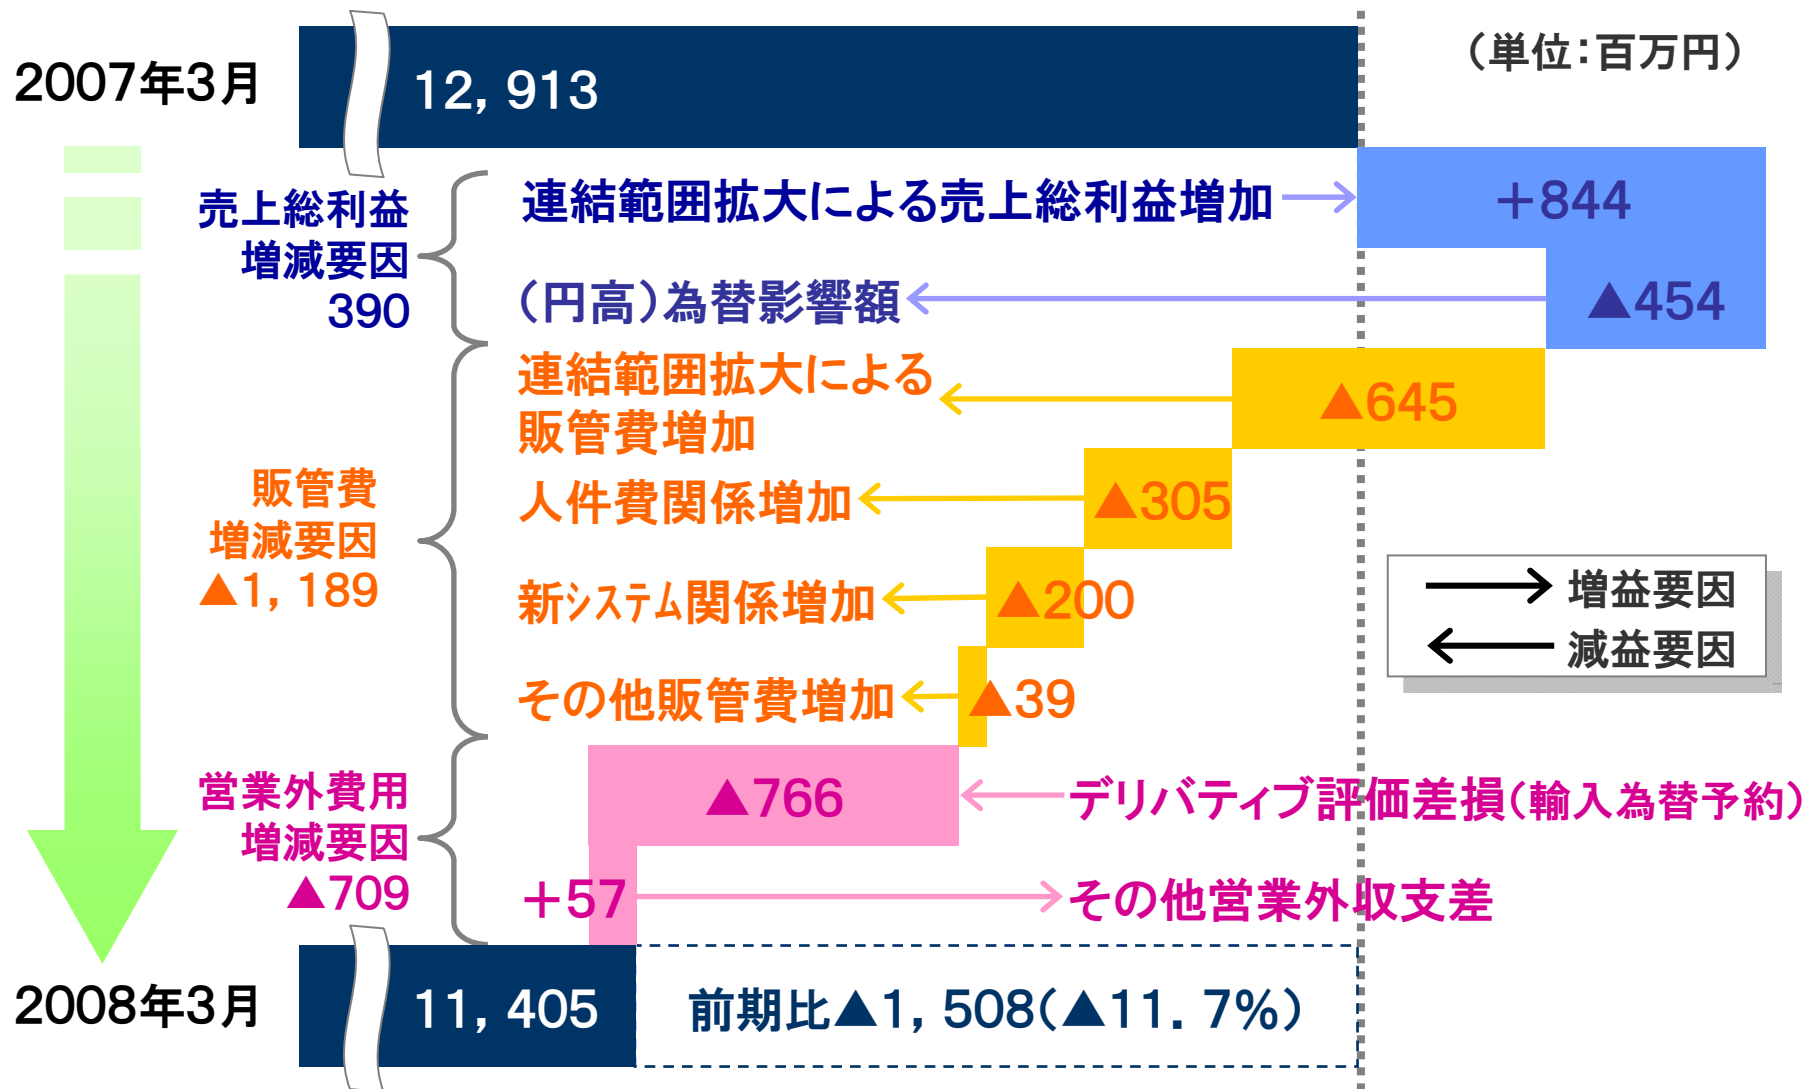 2007年3月
12，913
（単位：百万円）
売上総利益
増減要因
390
連結範囲拡大による売上総利益増加
＋844
（円高）為替影響額
▲454
販管費
増減要因
▲1，189
連結範囲拡大による
販管費増加
▲645
人件費関係増加
▲305
新ｼｽﾃﾑ関係増加
▲200
その他販管費増加
▲39
増益要因
減益要因
営業外費用
増減要因
▲709
▲766
デリバティブ評価差損（輸入為替予約）
＋57
その他営業外収支差
2008年3月
11，405
前期比▲1，508（▲11．7％）